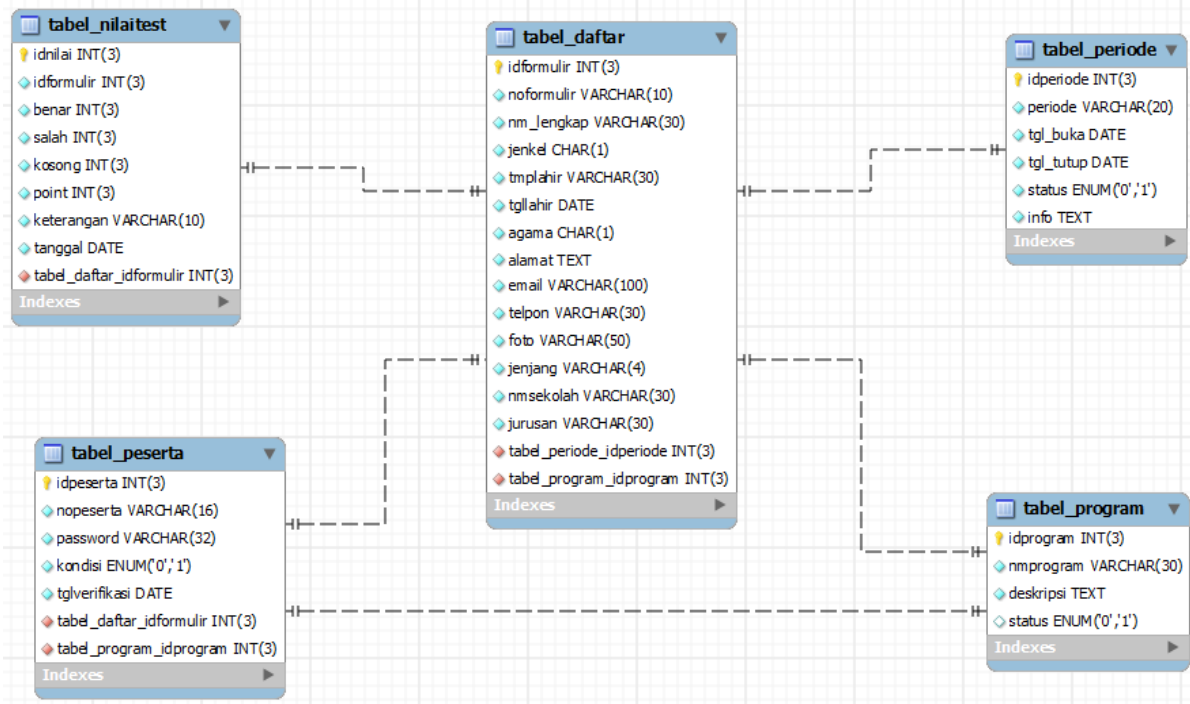 tabel_nilaitest
idnilai INT(3)
idformulir INT(3)
benar INT(3)
salah INT(3)
kosong INT(3)
point INT(3)
keterangan VARCHAR(10)
tanggal DATE
tabel_daftar_idformulir INT(3)
Indexes
tabel_daftar
idformulir INT(3)
noformulir VARCHAR(10)
nm_lengkap VARCHAR(30)
jenkel CHAR(1)
tmplahir VARCHAR(30)
tgllahir DATE
agama CHAR(1)
alamat TEXT
email VARCHAR(100)
telpon VARCHAR(30)
foto VARCHAR(50)
jenjang VARCHAR(4)
nmsekolah VARCHAR(30)
jurusan VARCHAR(30)
tabel_periode_idperiode INT(3)
tabel_program_idprogram INT(3)
Indexes
tabel_periode
idperiode INT(3)
periode VARCHAR(20)
tgl_buka DATE
tgl_tutup DATE
status ENUM('0','1')
info TEXT
Indexes
tabel_peserta
idpeserta INT(3)
nopeserta VARCHAR(16)
password VARCHAR(32)
kondisi ENUM('0','1')
tglverifikasi DATE
tabel_daftar_idformulir INT(3)
tabel_program_idprogram INT(3)
Indexes
tabel_program
idprogram INT(3)
nmprogram VARCHAR(30)
deskripsi TEXT
status ENUM('0','1')
Indexes